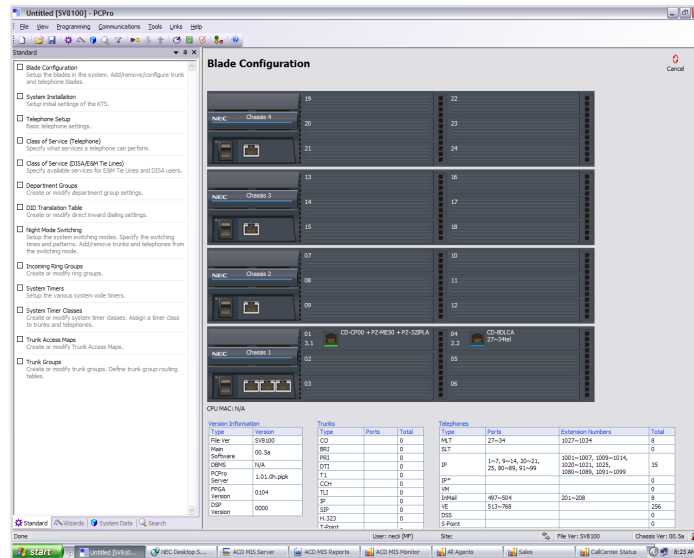 Untitled [SV8100] - PCPro
File View Programming Communications Tools Links Help
Standard
Blade Configuration
Setup the blades in the system. Add/remove/configure trunk
and telephone blades.
System Installation
Setup initial settings of the KTS.
Telephone Setup
Basic telephone settings.
Class of Service (Telephone)
Specify what services a telephone can perform.
Class of Service (DISA/E&M Tie Lines)
Specify available services for E&M Tie Lines and DISA users.
Department Groups
Create or modify department group settings.
DID Translation Table
Create or modify direct inward dialing settings.
Night Mode Switching
Setup the system switching modes. Specify the switching
times and patterns. Add/remove trunks and telephones from
the switching mode.
Incoming Ring Groups
Create or modify ring groups.
System Timers
Setup the various system-wide timers.
System Timer Classes
Create or modify system timer classes. Assign a timer class
to trunks and telephones.
Trunk Access Maps
Create or modify Trunk Access Maps.
Trunk Groups
Create or modify trunk groups. Define trunk group routing
tables.
Standard Wizards System Data Search
Blade Configuration
Cancel
19 22
NEC Chassis 4
20 23
21 24
13 16
NEC Chassis 3
14 17
15 18
07 10
NEC Chassis 2
08 11
09 12
01 CD-CP00 + PZ-ME50 + PZ-32IPLA 04 CD-8DLCA
3.1 2.2 27~34tel
NEC Chassis 1
02 05
03 06
CPU MAC: N/A
Version Information
Type Version
File Ver SV8100
Main
Software 00.5a
DBMS N/A
PCPro
Server 1.01.0h.pipk
FPGA
Version 0104
DSP
Version 0000
Trunks
Type Ports Total
CO 0
BRI 0
PRI 0
DTI 0
T1 0
CCH 0
TLI 0
IP 0
SIP 0
H.323 0
T-Point 0
Telephones
Type Ports Extension Numbers Total
MLT 27~34 1027~1034 8
SLT 0
IP 1~7, 9~14, 20~21, 25, 80~89, 91~99 1001~1007, 1009~1014, 1020~1021, 1025, 1080~1089, 1091~1099 35
IP* 0
VM 0
InMail 497~504 201~208 8
VE 513~768 256
DSS 0
S-Point 0
Done User: necii (MF) Site: File Ver: SV8100 Chassis Ver: 00.5a
start Untitled [SV810... NEC Desktop S... ACD MIS Server ACD MIS Reports ACD MIS Monitor All Agents Sales CallCenter Status 8:23 AM